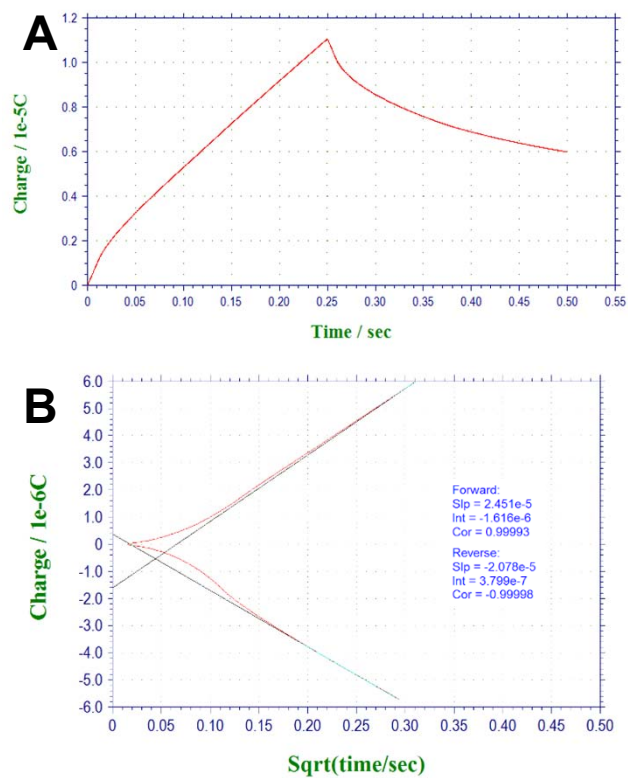 A
Charge / 1e-5C
1.2
1.0
0.8
0.6
0.4
0.2
0
0 0.05 0.10 0.15 0.20 0.25 0.30 0.35 0.40 0.45 0.50 0.55
Time / sec
B
Charge / 1e-6C
6.0
5.0
4.0
3.0
2.0
1.0
0
-1.0
-2.0
-3.0
-4.0
-5.0
-6.0
Forward:
Slp = 2.451e-5
Int = -1.616e-6
Cor = 0.99993
Reverse:
Slp = -2.078e-5
Int = 3.799e-7
Cor = -0.99998
0 0.05 0.10 0.15 0.20 0.30 0.30 0.35 0.40 0.45 0.50
Sqrt(time/sec)